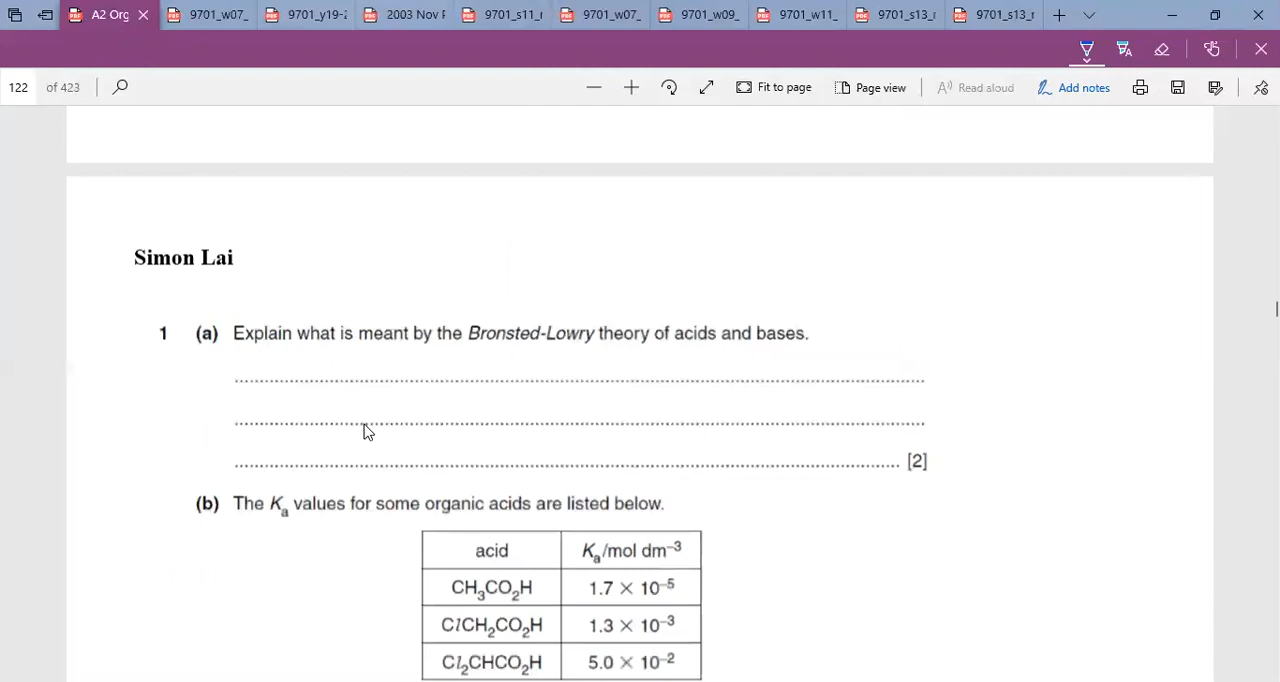 A2 Org
9701_w07_
9701_y19-2
2003 Nov P
9701_s11_r
9701_w07_
9701_w09_
9701_w11_
9701_s13_r
9701_s13_r
122 of 423
Fit to page
Page view
Read aloud
Add notes
Simon Lai
1 (a) Explain what is meant by the Bronsted-Lowry theory of acids and bases.
[2]
(b) The Kₐ values for some organic acids are listed below.
acid Kₐ/mol dm⁻³
CH₃CO₂H 1.7 × 10⁻⁵
ClCH₂CO₂H 1.3 × 10⁻³
Cl₂CHCO₂H 5.0 × 10⁻²